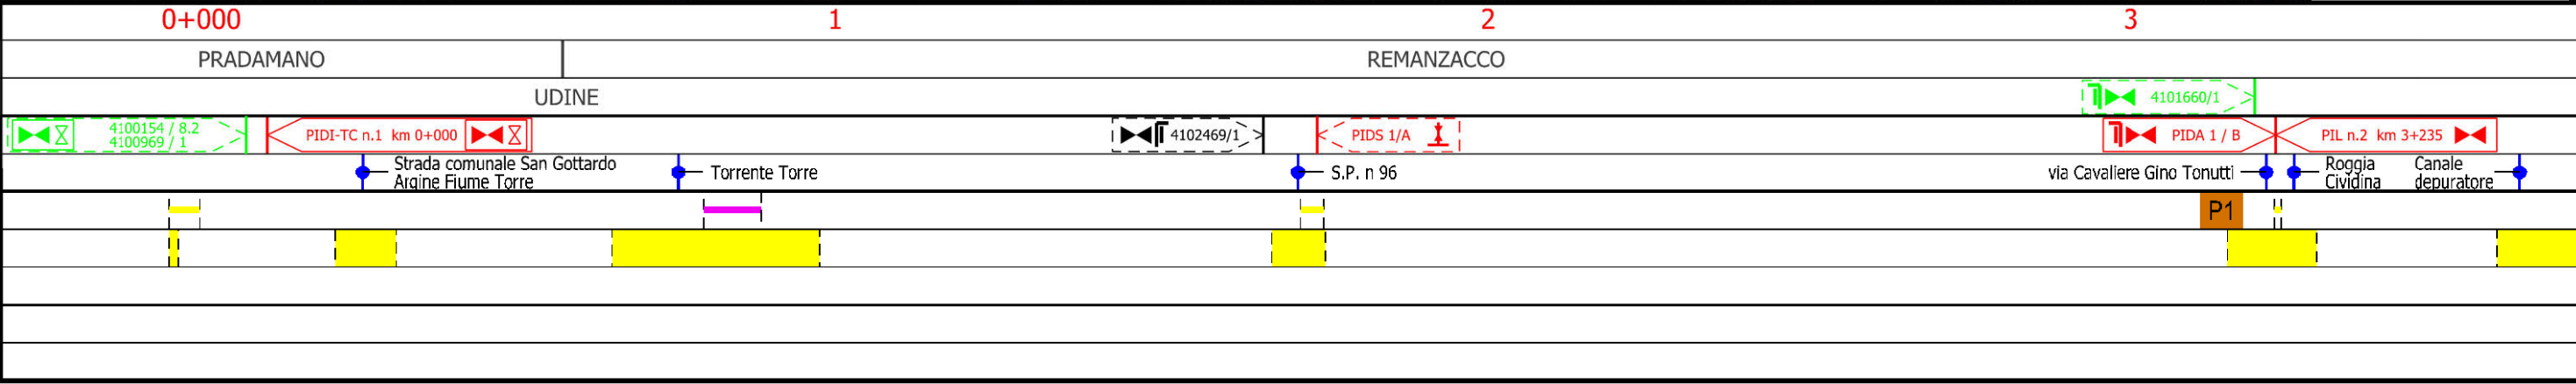 0+000 1 2 3
PRADAMANO REMANZACCO
UDINE
4101660/1
4100154 / 8.2
4100969 / 1
PIDI-TC n.1 km 0+000
4102469/1
PIDS 1/A
PIDA 1 / B
PIL n.2 km 3+235
Strada comunale San Gottardo
Argine Fiume Torre
Torrente Torre
S.P. n 96
via Cavaliere Gino Tonutti
Roggia
Cividina
Canale
depuratore
P1